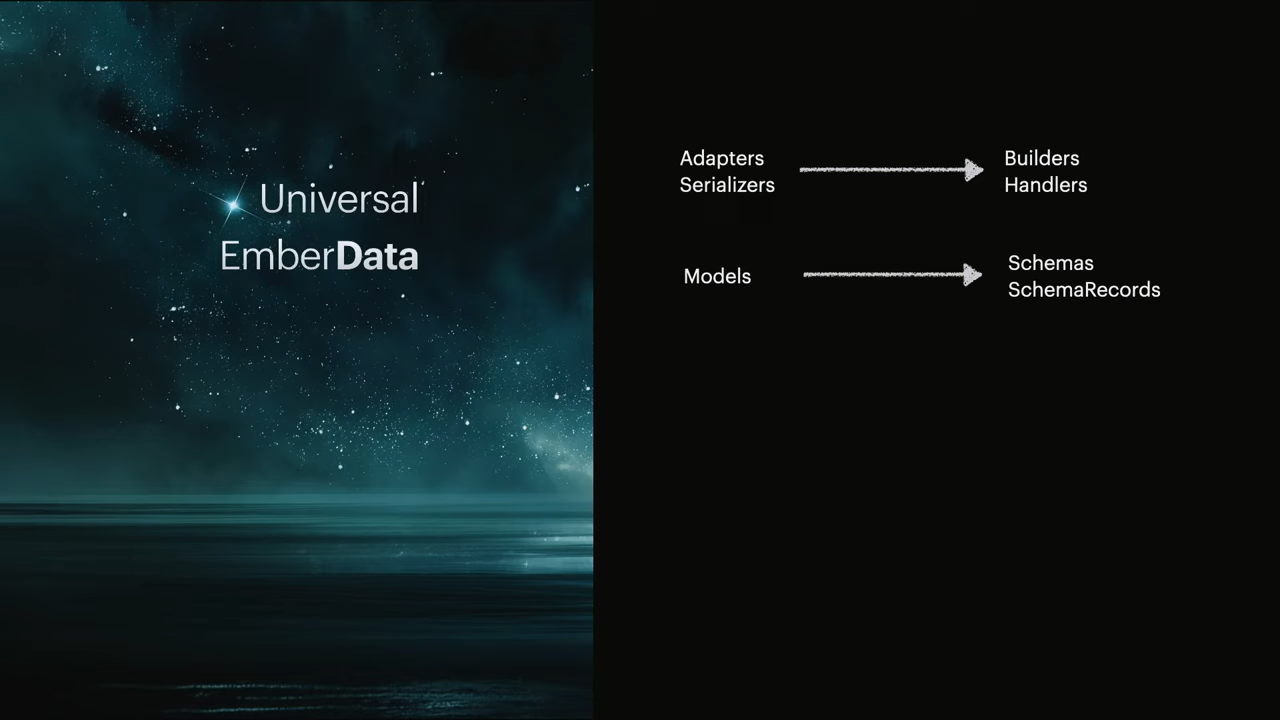 Universal
EmberData
Adapters
Serializers
Builders
Handlers
Models
Schemas
SchemaRecords